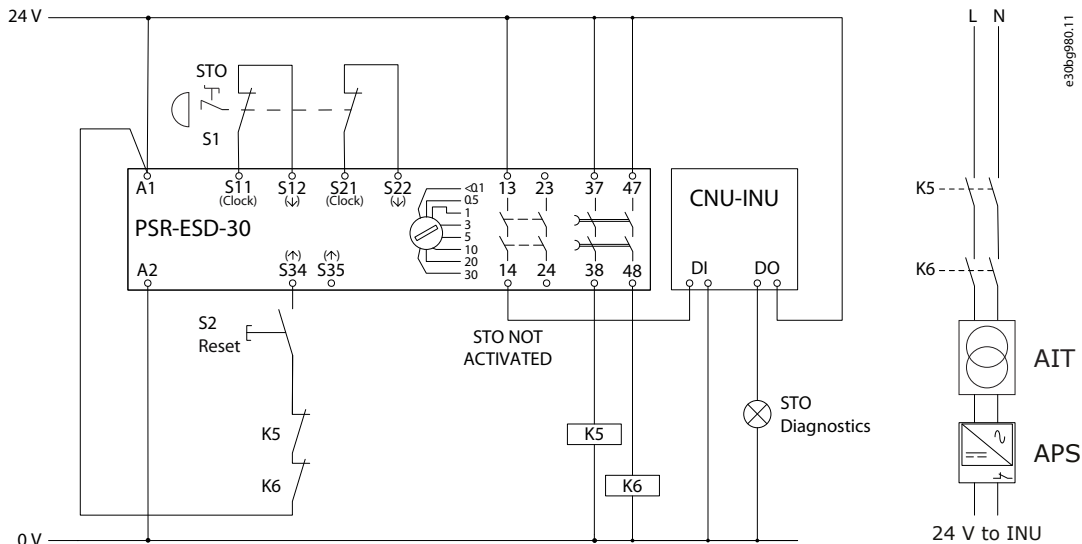 24 V
L N
e30bg980.11
STO
S1
A1
S11
(Clock)
S12
(↓)
S21
(Clock)
S22
(↓)
<0.1
0.5
1
3
5
10
20
30
13 23 37 47
PSR-ESD-30
CNU-INU
A2
(↑)
S34
(↑)
S35
14 24 38 48
DI DO
K5
K6
S2
Reset
STO NOT
ACTIVATED
AIT
K5
K5
STO
Diagnostics
APS
K6
K6
0 V
24 V to INU